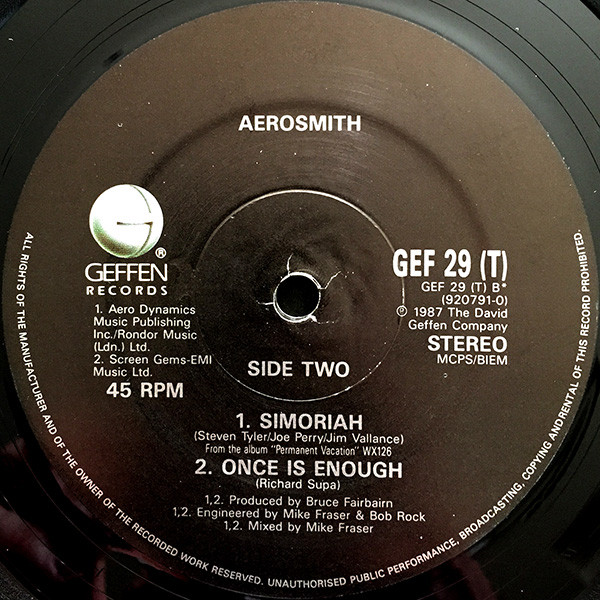 AEROSMITH
GEFFEN
®
RECORDS
1. Aero Dynamics
Music Publishing
Inc./Rondor Music
(Ldn.) Ltd.
2. Screen Gems-EMI
Music Ltd.
45 RPM
GEF 29 (T)
GEF 29 (T) B*
(920791-0)
℗ 1987 The David
Geffen Company
STEREO
MCPS/BIEM
SIDE TWO
1. SIMORIAH
(Steven Tyler/Joe Perry/Jim Vallance)
From the album "Permanent Vacation" WX126
2. ONCE IS ENOUGH
(Richard Supa)
1,2. Produced by Bruce Fairbairn
1,2. Engineered by Mike Fraser & Bob Rock
1,2. Mixed by Mike Fraser
ALL RIGHTS OF THE MANUFACTURER AND OF THE OWNER OF THE RECORDED WORK RESERVED. UNAUTHORISED PUBLIC PERFORMANCE, BROADCASTING, COPYING AND RENTAL OF THIS RECORD PROHIBITED.